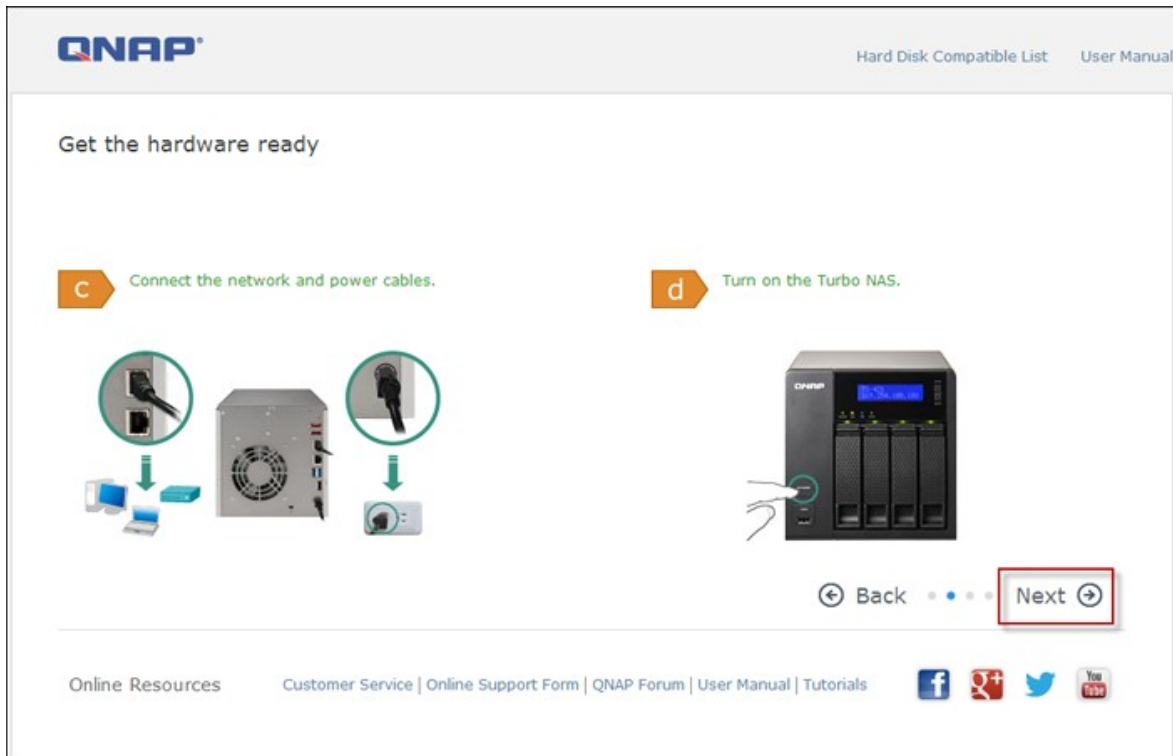 QNAP
Hard Disk Compatible List User Manual
Get the hardware ready
c Connect the network and power cables.
d Turn on the Turbo NAS.
QNAP
Back Next
Online Resources Customer Service | Online Support Form | QNAP Forum | User Manual | Tutorials
You
Tube